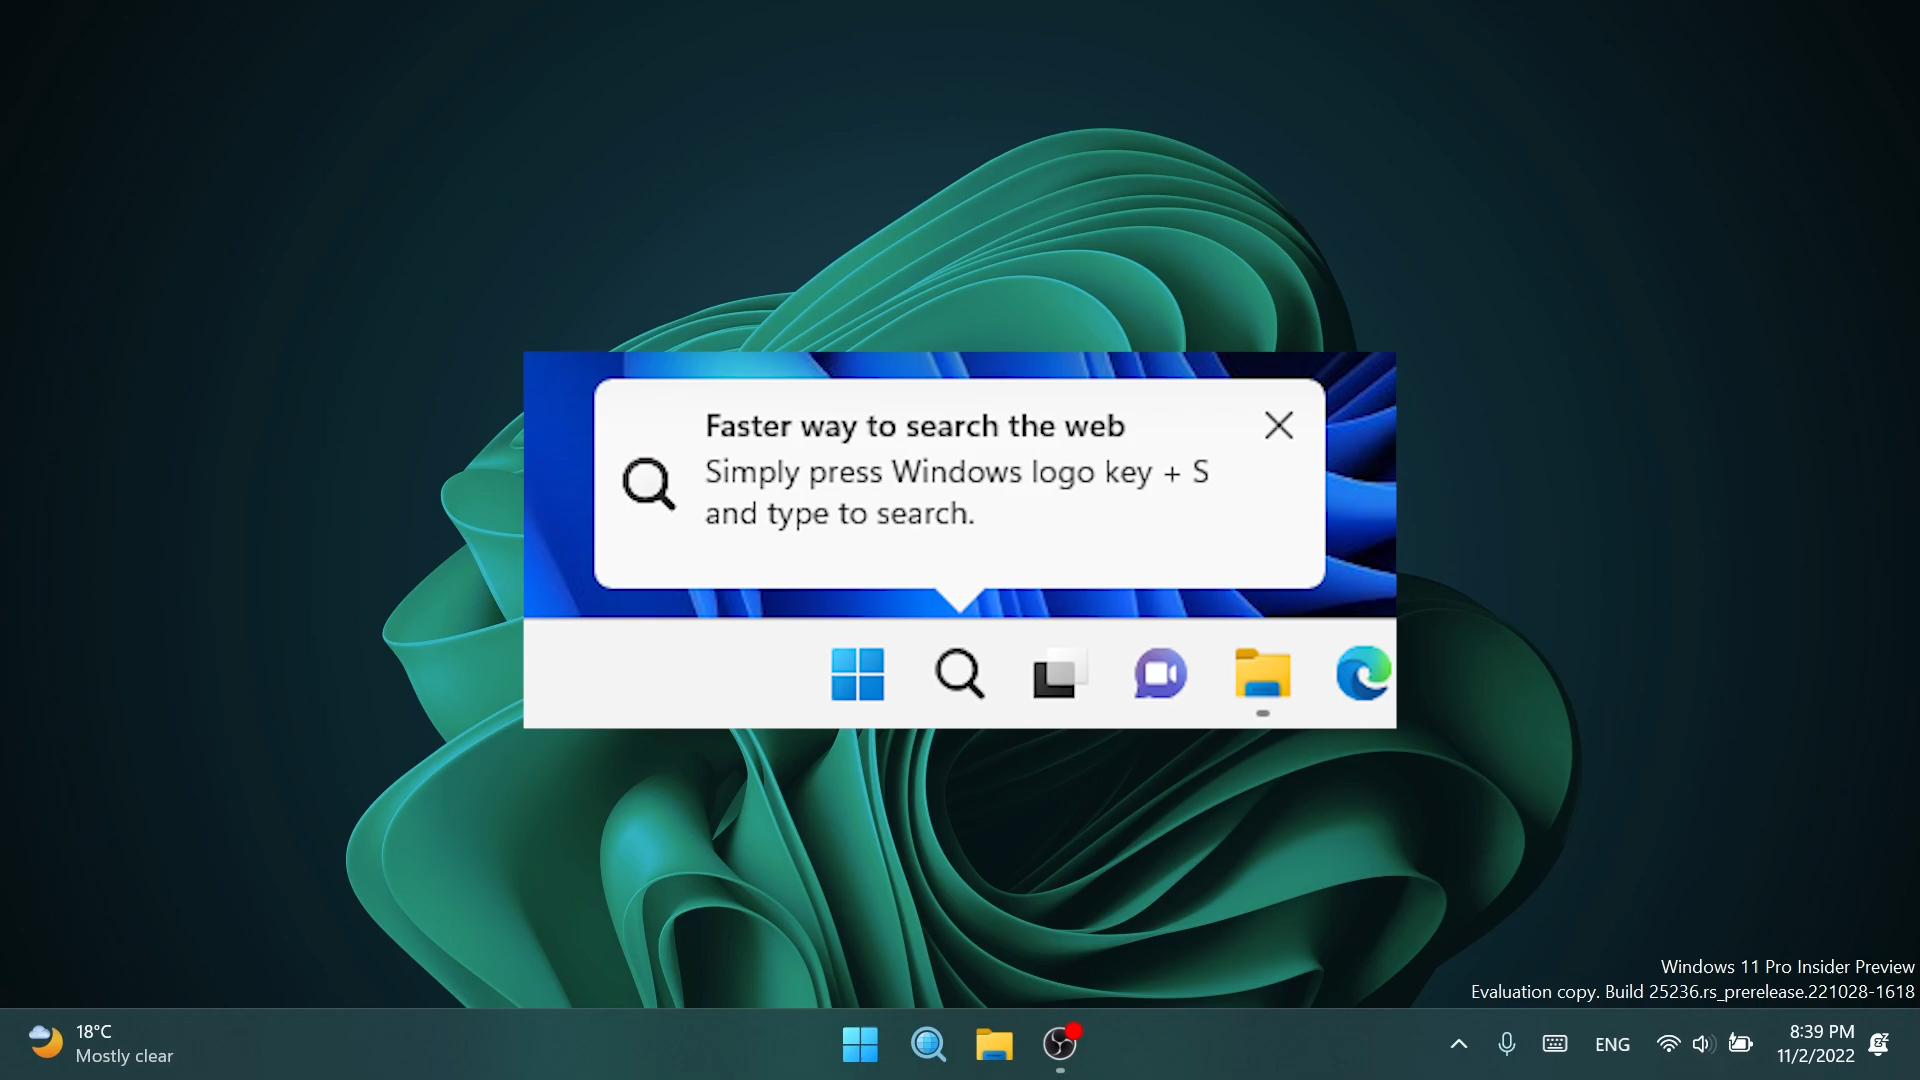 Faster way to search the web
Simply press Windows logo key + S
and type to search.
Windows 11 Pro Insider Preview
Evaluation copy. Build 25236.rs_prerelease.221028-1618
18°C
Mostly clear
ENG
8:39 PM
11/2/2022